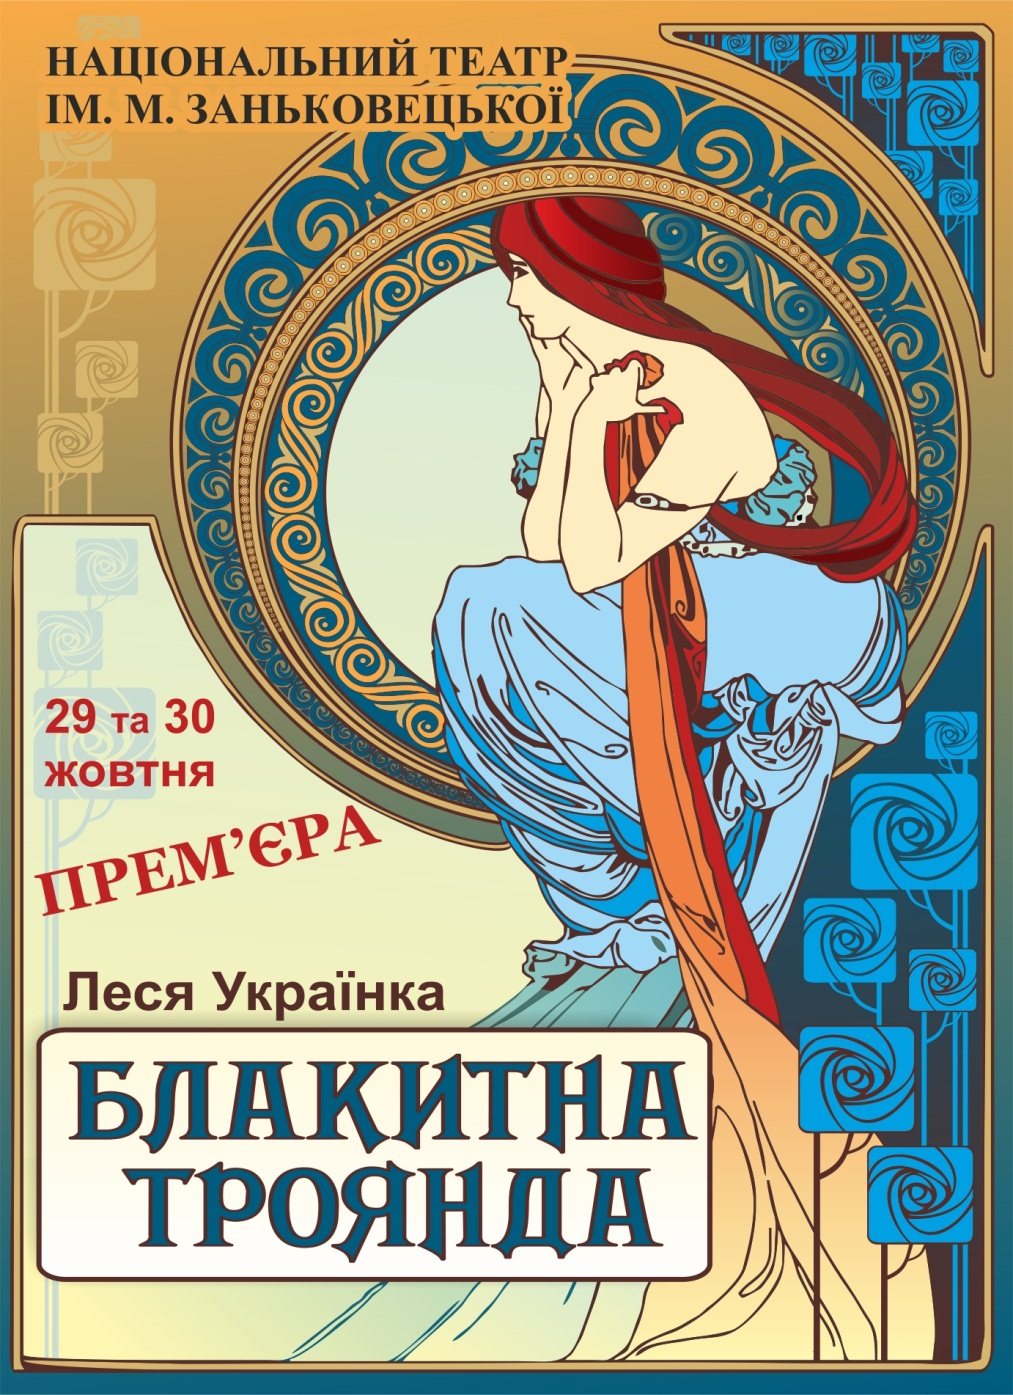 НАЦІОНАЛЬНИЙ ТЕАТР
ІМ. М. ЗАНЬКОВЕЦЬКОЇ
29 та 30
жовтня
ПРЕМ’ЄРА
Леся Українка
БЛАКИТНА
ТРОЯНДА